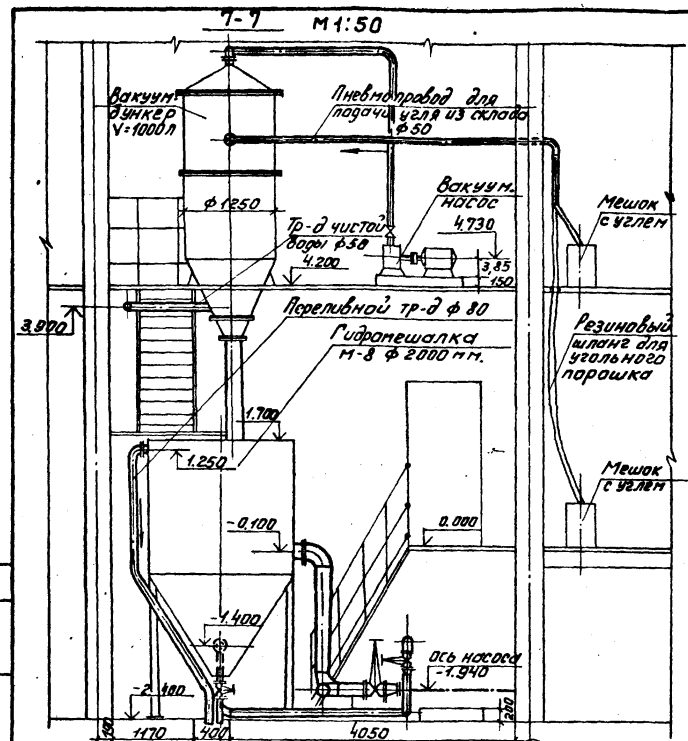 7-7 М1:50
Вакуум.
бункер
V=1000л
Пневмопровод для
подачи угля из склада
ф50
ф1250
Вакуум.
насос
4.730
Мешок
с углем
Тр-д чистой
воды ф50
3,85
150
4.200
3.900
Переливной тр-д ф 80
Гидромешалка
М-8 ф 2000 мм.
Резиновый
шланг для
угольного
порошка
1.700
1.250
Мешок
с углем
-0,100
0.000
-1.400
Ось насоса
-1.940
200
1170
400
4050